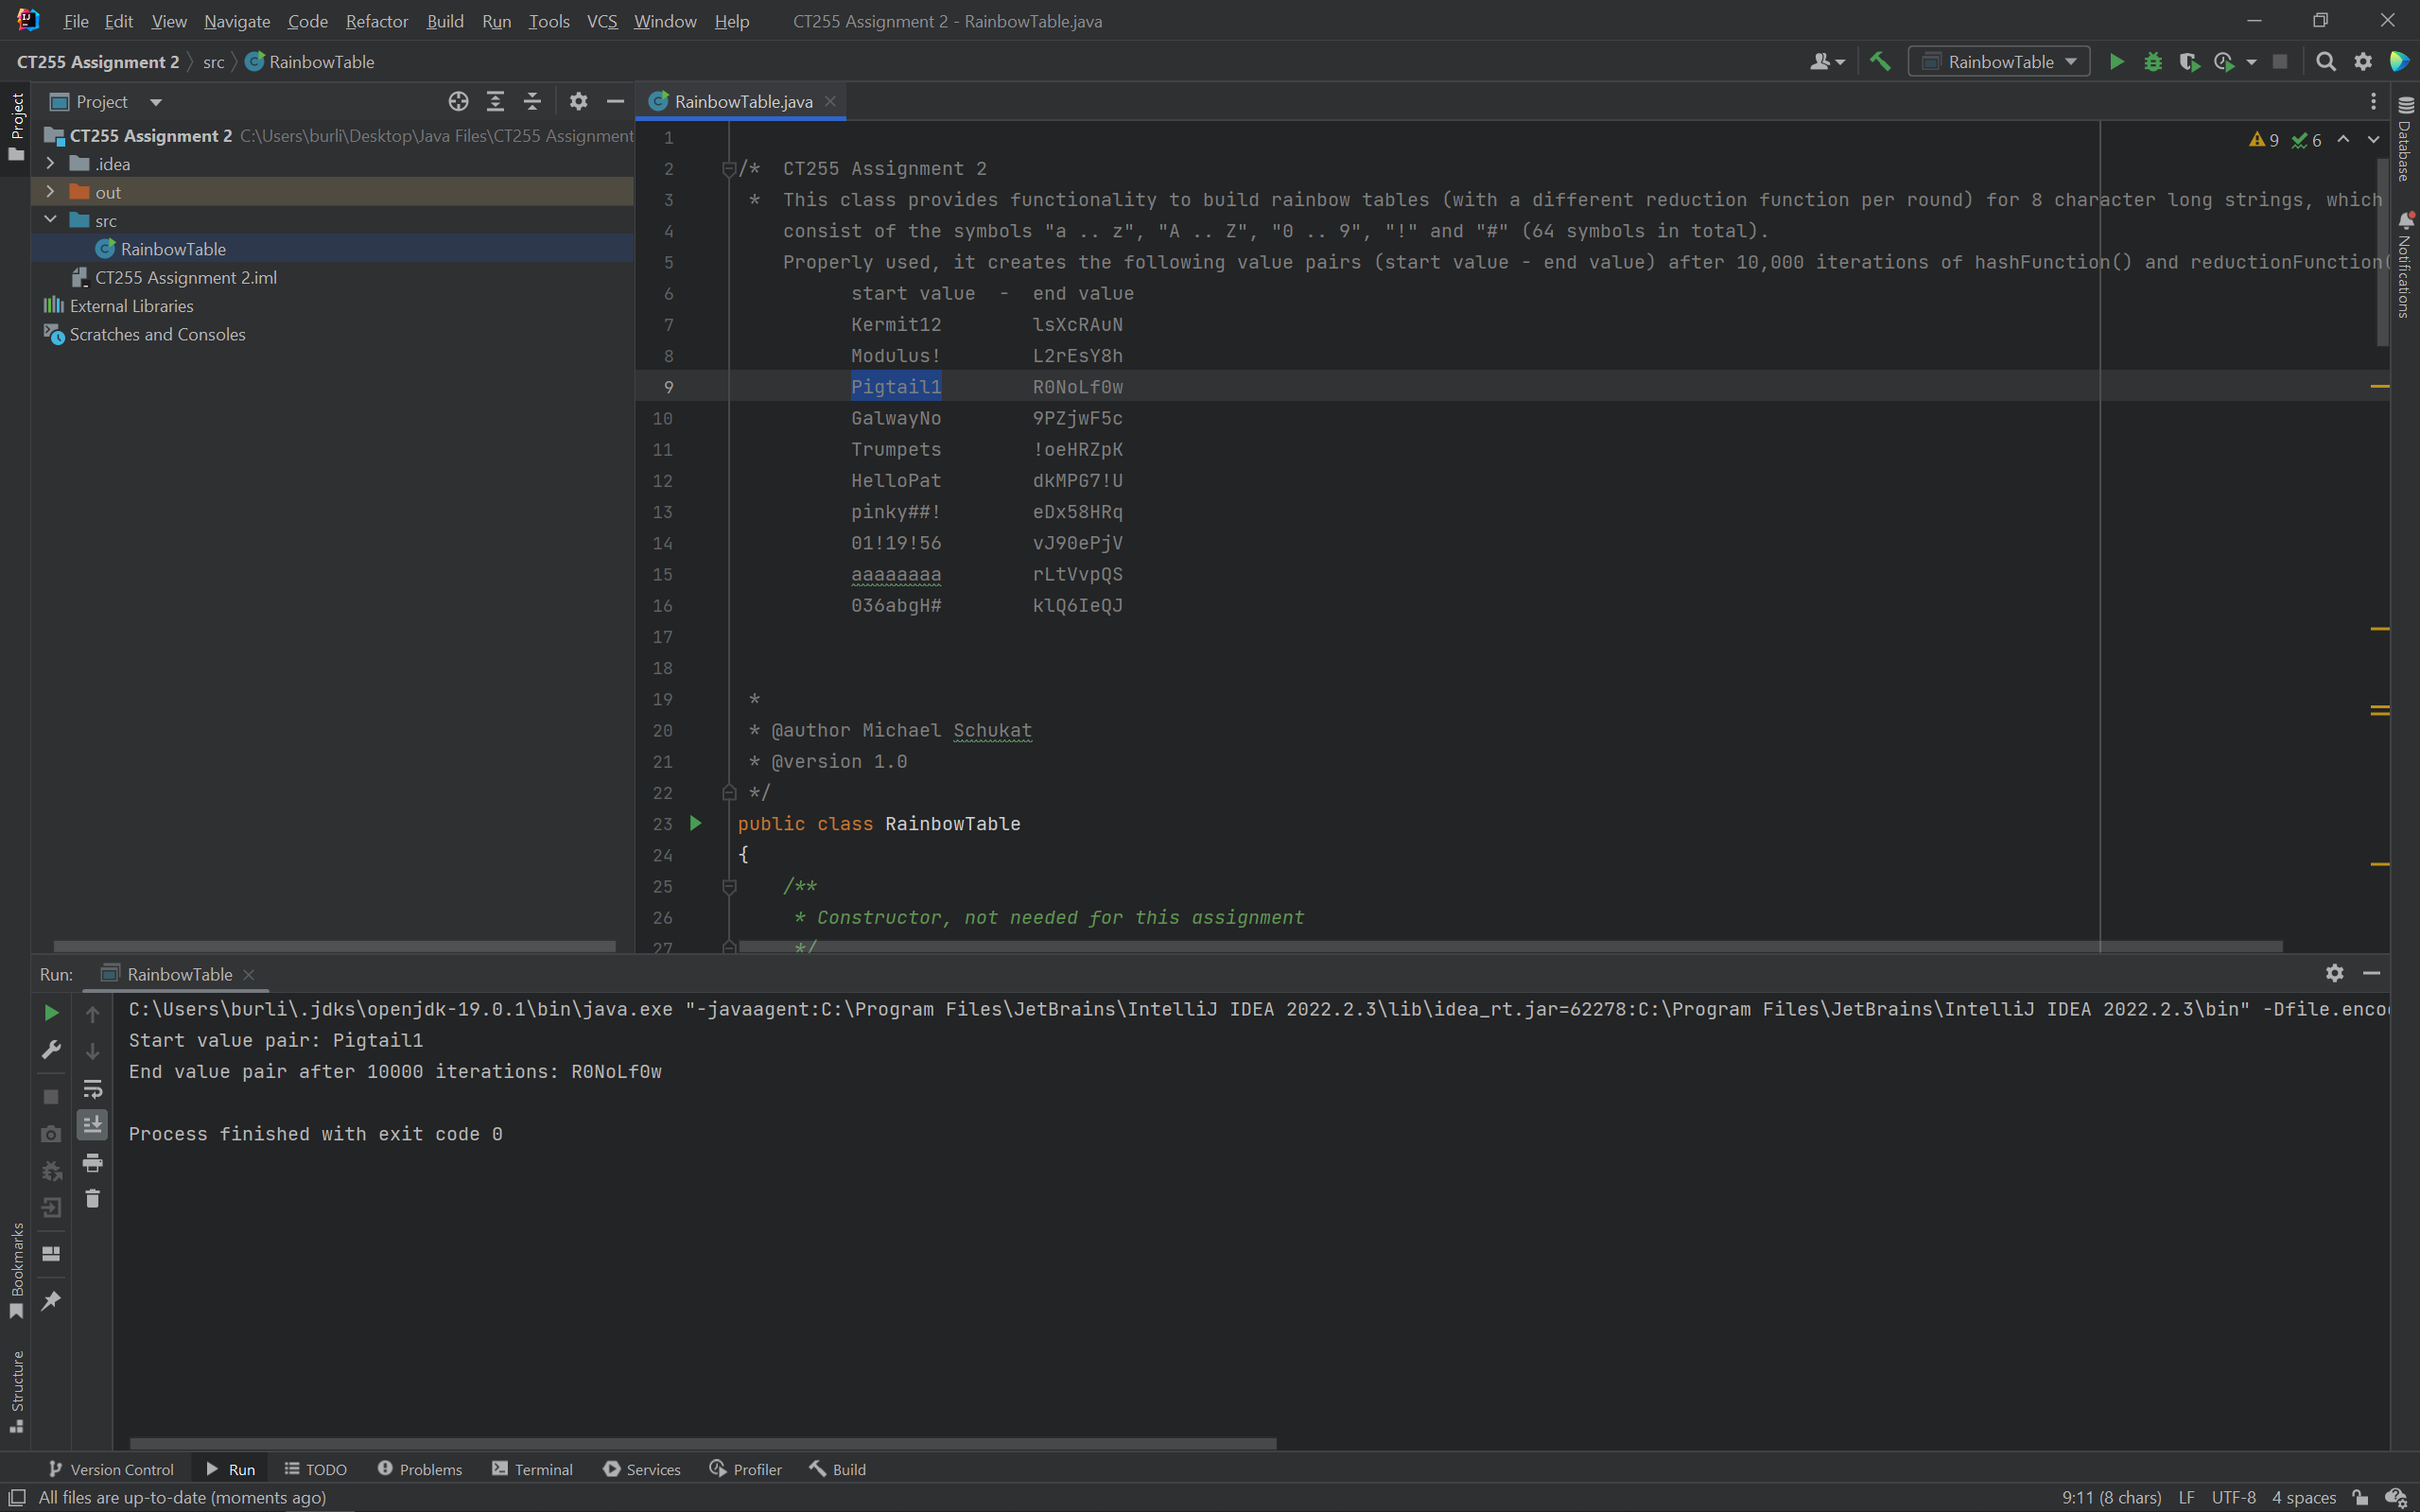 File Edit View Navigate Code Refactor Build Run Tools VCS Window Help CT255 Assignment 2 - RainbowTable.java
CT255 Assignment 2 src RainbowTable RainbowTable
Project
Project
RainbowTable.java
CT255 Assignment 2 C:\Users\burli\Desktop\Java Files\CT255 Assignment
.idea
out
src
RainbowTable
CT255 Assignment 2.iml
External Libraries
Scratches and Consoles
9 6
1
2 /* CT255 Assignment 2
3 * This class provides functionality to build rainbow tables (with a different reduction function per round) for 8 character long strings, which
4 consist of the symbols "a .. z", "A .. Z", "0 .. 9", "!" and "#" (64 symbols in total).
5 Properly used, it creates the following value pairs (start value - end value) after 10,000 iterations of hashFunction() and reductionFunction(
6 start value - end value
7 Kermit12 lsXcRAuN
8 Modulus! L2rEsY8h
9 Pigtail1 R0NoLf0w
10 GalwayNo 9PZjwF5c
11 Trumpets !oeHRZpK
12 HelloPat dkMPG7!U
13 pinky##! eDx58HRq
14 01!19!56 vJ90ePjV
15 aaaaaaaa rLtVvpQS
16 036abgH# klQ6IeQJ
17
18
19 *
20 * @author Michael Schukat
21 * @version 1.0
22 */
23 public class RainbowTable
24 {
25 /**
26 * Constructor, not needed for this assignment
27 */
Database
Notifications
Run: RainbowTable
C:\Users\burli\.jdks\openjdk-19.0.1\bin\java.exe "-javaagent:C:\Program Files\JetBrains\IntelliJ IDEA 2022.2.3\lib\idea_rt.jar=62278:C:\Program Files\JetBrains\IntelliJ IDEA 2022.2.3\bin" -Dfile.enco
Start value pair: Pigtail1
End value pair after 10000 iterations: R0NoLf0w
Process finished with exit code 0
Bookmarks
Structure
Version Control Run TODO Problems Terminal Services Profiler Build
All files are up-to-date (moments ago) 9:11 (8 chars) LF UTF-8 4 spaces